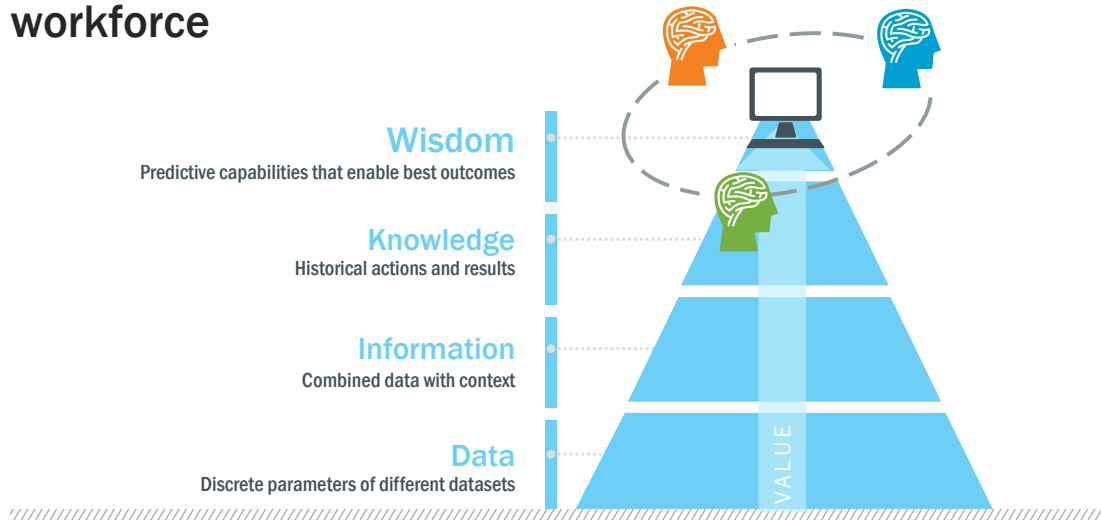 workforce
Wisdom
Predictive capabilities that enable best outcomes
Knowledge
Historical actions and results
Information
Combined data with context
Data
Discrete parameters of different datasets
VALUE